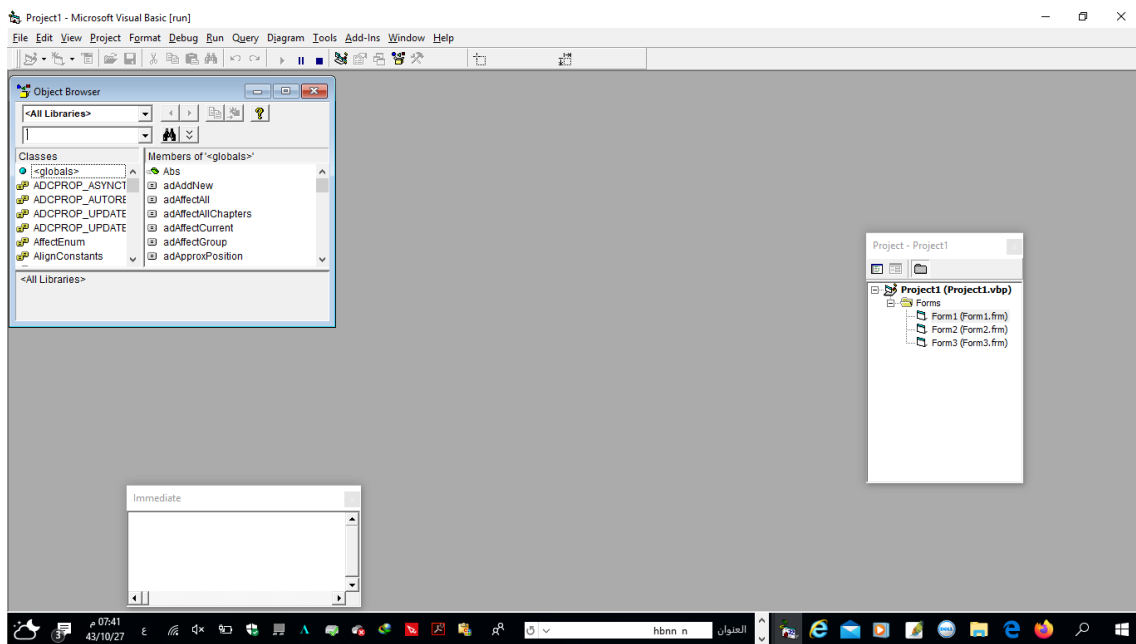 Project1 - Microsoft Visual Basic [run]
File Edit View Project Format Debug Run Query Diagram Tools Add-Ins Window Help
Object Browser
<All Libraries>
Classes
Members of '<globals>'
<globals>
Abs
ADCPROP_ASYNCT
adAddNew
ADCPROP_AUTORE
adAffectAll
ADCPROP_UPDATE
adAffectAllChapters
ADCPROP_UPDATE
adAffectCurrent
AffectEnum
adAffectGroup
AlignConstants
adApproxPosition
<All Libraries>
Project - Project1
Project1 (Project1.vbp)
Forms
Form1 (Form1.frm)
Form2 (Form2.frm)
Form3 (Form3.frm)
Immediate
07:41 م
43/10/27
ع
hbnn n
العنوان